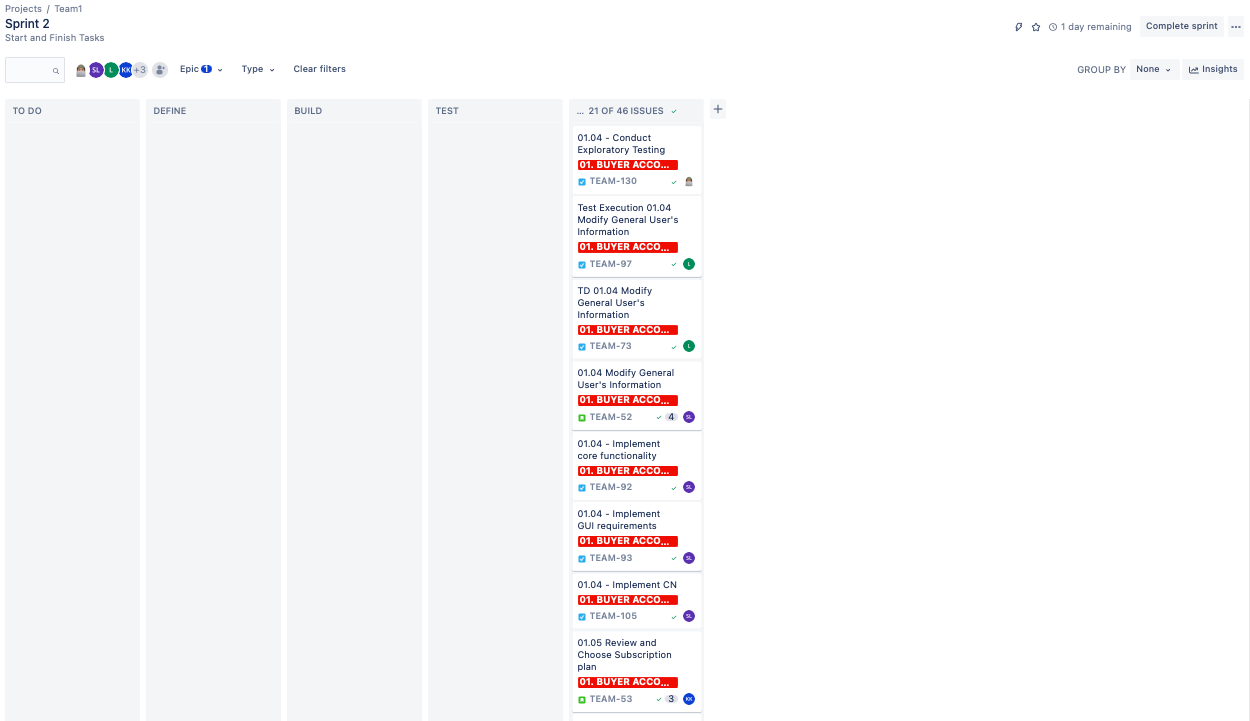 Projects / Team1
Sprint 2
Start and Finish Tasks
1 day remaining
Complete sprint
SL L KK +3
Epic 1
Type
Clear filters
GROUP BY None
Insights
TO DO
DEFINE
BUILD
TEST
... 21 OF 46 ISSUES
01.04 - Conduct
Exploratory Testing
01. BUYER ACCO...
TEAM-130
Test Execution 01.04
Modify General User's
Information
01. BUYER ACCO...
TEAM-97 L
TD 01.04 Modify
General User's
Information
01. BUYER ACCO...
TEAM-73 L
01.04 Modify General
User's Information
01. BUYER ACCO...
TEAM-52 4 SL
01.04 - Implement
core functionality
01. BUYER ACCO...
TEAM-92 SL
01.04 - Implement
GUI requirements
01. BUYER ACCO...
TEAM-93 SL
01.04 - Implement CN
01. BUYER ACCO...
TEAM-105 SL
01.05 Review and
Choose Subscription
plan
01. BUYER ACCO...
TEAM-53 3 KK